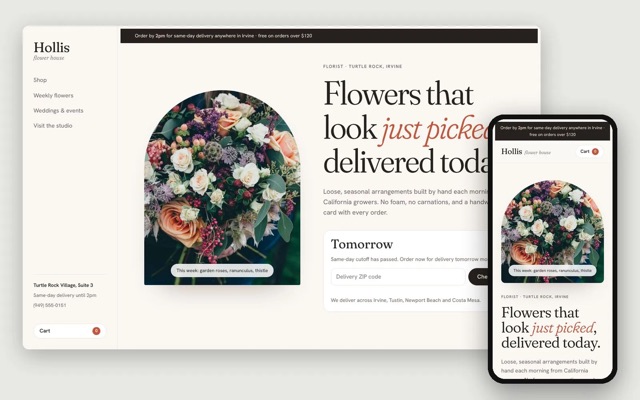 Order by 2pm for same-day delivery anywhere in Irvine · free on orders over $120
Hollis
flower house
Shop
Weekly flowers
Weddings & events
Visit the studio
Turtle Rock Village, Suite 3
Same-day delivery until 2pm
Cart
FLORIST · TURTLE ROCK, IRVINE
Flowers that
look just picked
delivered toda
Loose, seasonal arrangements built by hand each morni
California growers. No foam, no carnations, and a handw
card with every order.
This week: garden roses, ranunculus, thistle
Tomorrow
Same-day cutoff has passed. Order now for delivery tomorrow mo
Delivery ZIP code
Che
We deliver across Irvine, Tustin, Newport Beach and Costa Mesa.
Order by 2pm for same-day delivery anywhere in Irvine ·
free on orders over $120
Hollis flower house
Cart
This week: garden roses, ranunculus, thistle
FLORIST · TURTLE ROCK, IRVINE
Flowers that
look just picked,
delivered today.
Loose, seasonal arrangements built by
hand each morning from California